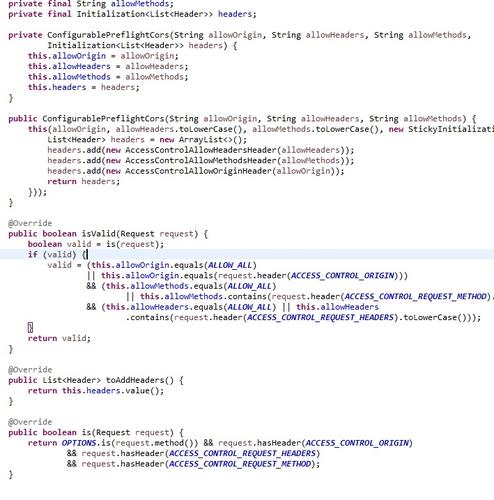 private final String allowMethods;
private final Initialization<List<Header>> headers;
private ConfigurablePreflightCors(String allowOrigin, String allowHeaders, String allowMethods,
Initialization<List<Header>> headers) {
this.allowOrigin = allowOrigin;
this.allowHeaders = allowHeaders;
this.allowMethods = allowMethods;
this.headers = headers;
}
public ConfigurablePreflightCors(String allowOrigin, String allowHeaders, String allowMethods) {
this(allowOrigin, allowHeaders.toLowerCase(), allowMethods.toLowerCase(), new StickyInitializati
List<Header> headers = new ArrayList<>();
headers.add(new AccessControlAllowHeadersHeader(allowHeaders));
headers.add(new AccessControlAllowMethodsHeader(allowMethods));
headers.add(new AccessControlAllowOriginHeader(allowOrigin));
return headers;
}));
}
@Override
public boolean isValid(Request request) {
boolean valid = is(request);
if (valid) {
valid = (this.allowOrigin.equals(ALLOW_ALL)
|| this.allowOrigin.equals(request.header(ACCESS_CONTROL_ORIGIN)))
&& (this.allowMethods.equals(ALLOW_ALL)
|| this.allowMethods.contains(request.header(ACCESS_CONTROL_REQUEST_METHOD).
&& (this.allowHeaders.equals(ALLOW_ALL) || this.allowHeaders
.contains(request.header(ACCESS_CONTROL_REQUEST_HEADERS).toLowerCase()));
}
return valid;
}
@Override
public List<Header> toAddHeaders() {
return this.headers.value();
}
@Override
public boolean is(Request request) {
return OPTIONS.is(request.method()) && request.hasHeader(ACCESS_CONTROL_ORIGIN)
&& request.hasHeader(ACCESS_CONTROL_REQUEST_HEADERS)
&& request.hasHeader(ACCESS_CONTROL_REQUEST_METHOD);
}